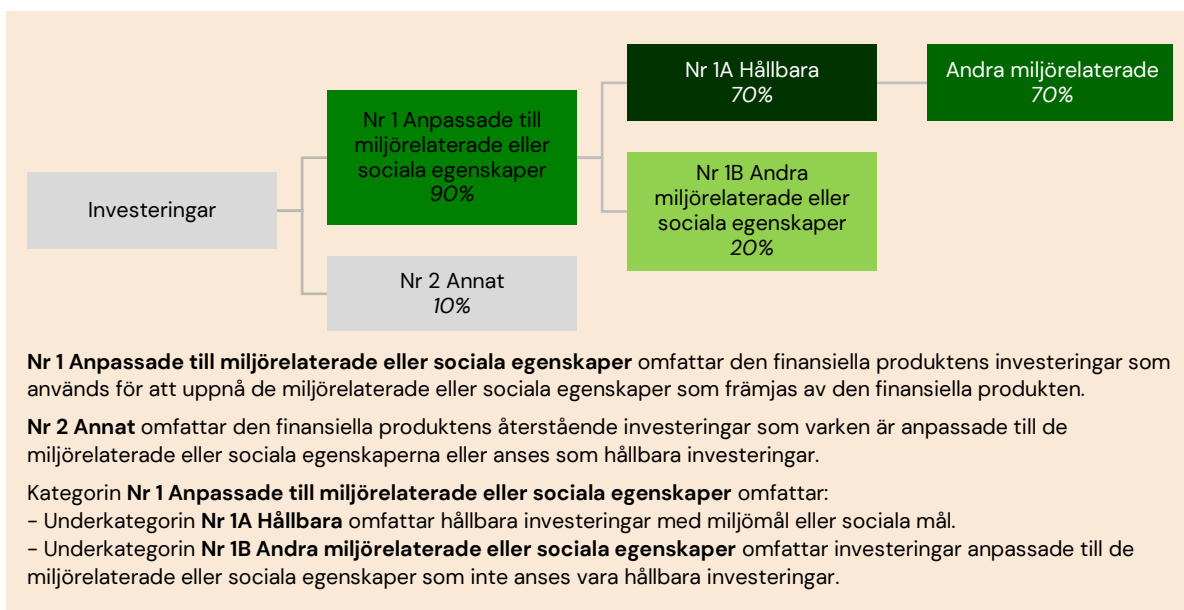 Investeringar
Nr 1 Anpassade till
miljörelaterade eller
sociala egenskaper
90%
Nr 2 Annat
10%
Nr 1A Hållbara
70%
Nr 1B Andra
miljörelaterade eller
sociala egenskaper
20%
Andra miljörelaterade
70%
Nr 1 Anpassade till miljörelaterade eller sociala egenskaper omfattar den finansiella produktens investeringar som
används för att uppnå de miljörelaterade eller sociala egenskaper som främjas av den finansiella produkten.
Nr 2 Annat omfattar den finansiella produktens återstående investeringar som varken är anpassade till de
miljörelaterade eller sociala egenskaperna eller anses som hållbara investeringar.
Kategorin Nr 1 Anpassade till miljörelaterade eller sociala egenskaper omfattar:
– Underkategorin Nr 1A Hållbara omfattar hållbara investeringar med miljömål eller sociala mål.
– Underkategorin Nr 1B Andra miljörelaterade eller sociala egenskaper omfattar investeringar anpassade till de
miljörelaterade eller sociala egenskaper som inte anses vara hållbara investeringar.